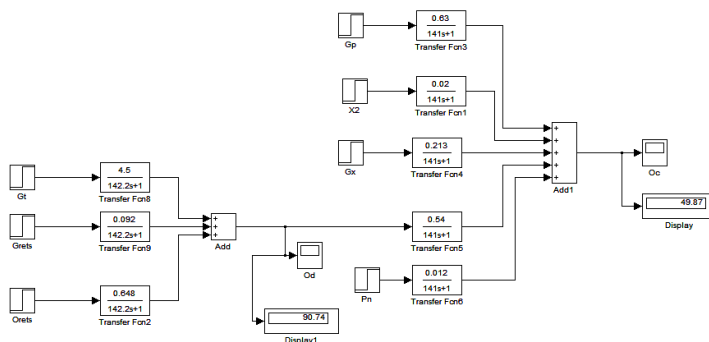 0.63
141s+1
Gp
Transfer Fcn3
0.02
141s+1
X2
Transfer Fcn1
0.213
141s+1
Gx
Transfer Fcn4
+
+
+
+
+
Add1
Oc
49.87
Display
4.5
142.2s+1
Gt
Transfer Fcn8
0.092
142.2s+1
Grets
Transfer Fcn9
+
+
+
Add
Od
0.54
141s+1
Transfer Fcn5
0.648
142.2s+1
Orets
Transfer Fcn2
0.012
141s+1
Pn
Transfer Fcn6
90.74
Display1